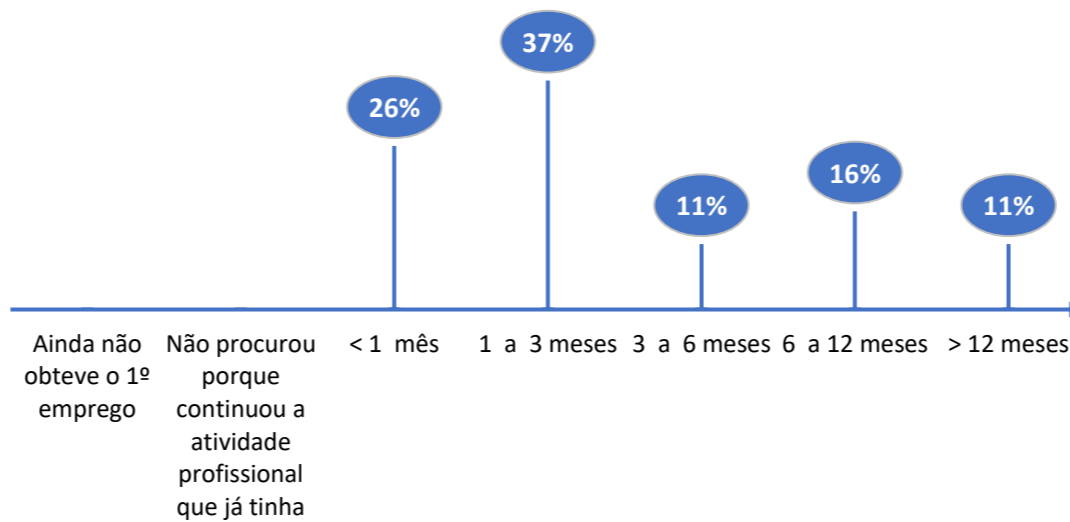 37%
26%
16%
11%
11%
Ainda não
obteve o 1º
emprego
Não procurou
porque
continuou a
atividade
profissional
que já tinha
< 1 mês
1 a 3 meses
3 a 6 meses
6 a 12 meses
> 12 meses